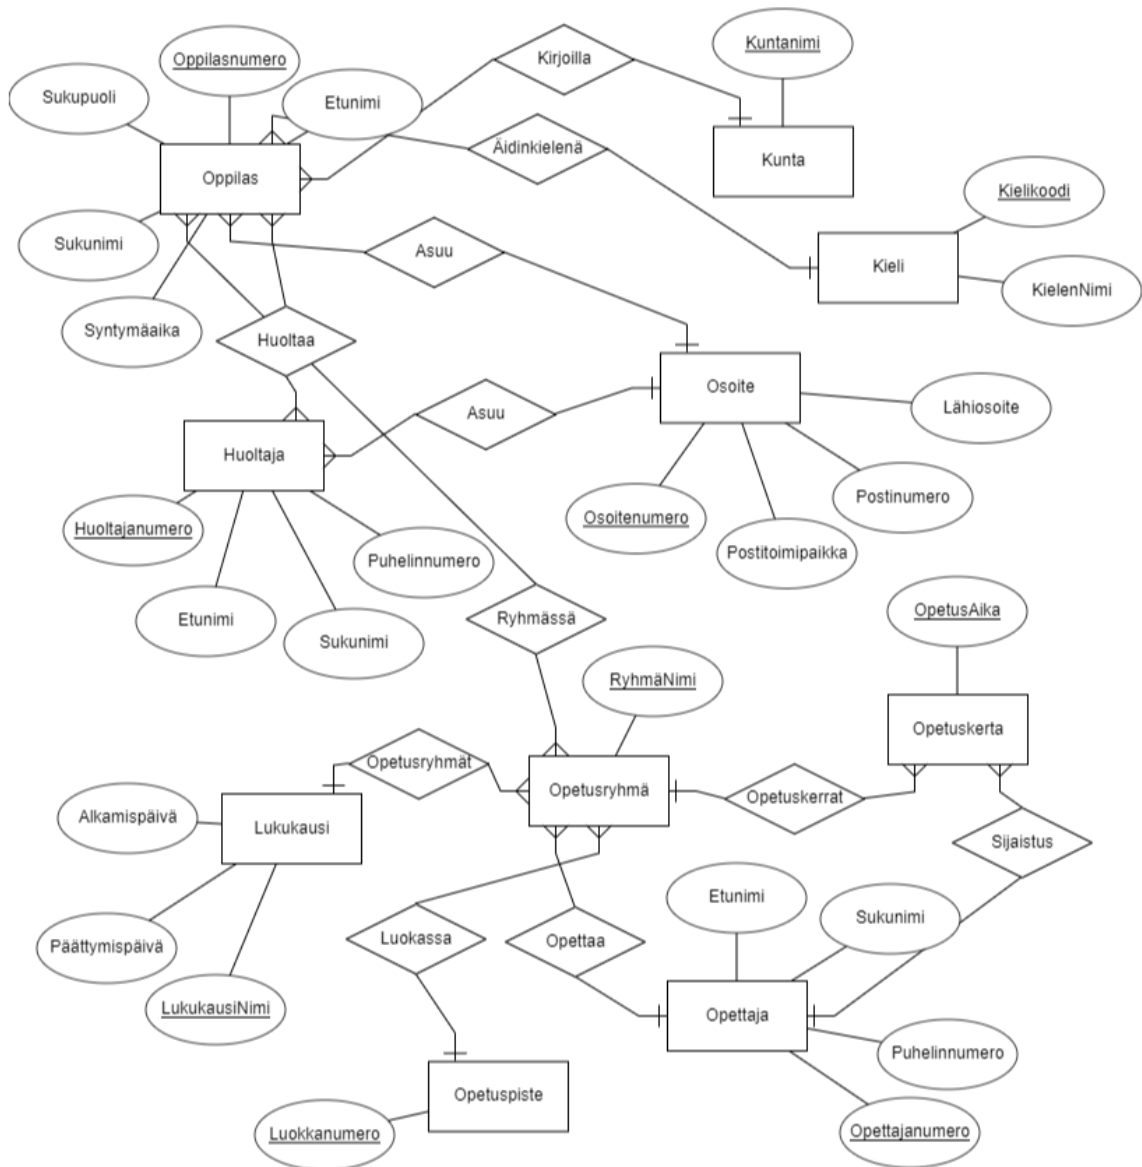 Oppilasnumero
Kuntanimi
Kirjoilla
Sukupuoli
Etunimi
Äidinkielenä
Kunta
Oppilas
Kielikoodi
Sukunimi
Asuu
Kieli
KielenNimi
Syntymäaika
Huoltaa
Osoite
Lähiosoite
Asuu
Huoltaja
Postinumero
Osoitenumero
Huoltajanumero
Postitoimipaikka
Puhelinnumero
Etunimi
Ryhmässä
OpetusAika
Sukunimi
RyhmäNimi
Opetuskerta
Opetusryhmät
Opetusryhmä
Opetuskerrat
Alkamispäivä
Lukukausi
Sijaistus
Etunimi
Sukunimi
Luokassa
Opettaa
Päättymispäivä
LukukausiNimi
Opettaja
Puhelinnumero
Opetuspiste
Luokkanumero
Opettajanumero